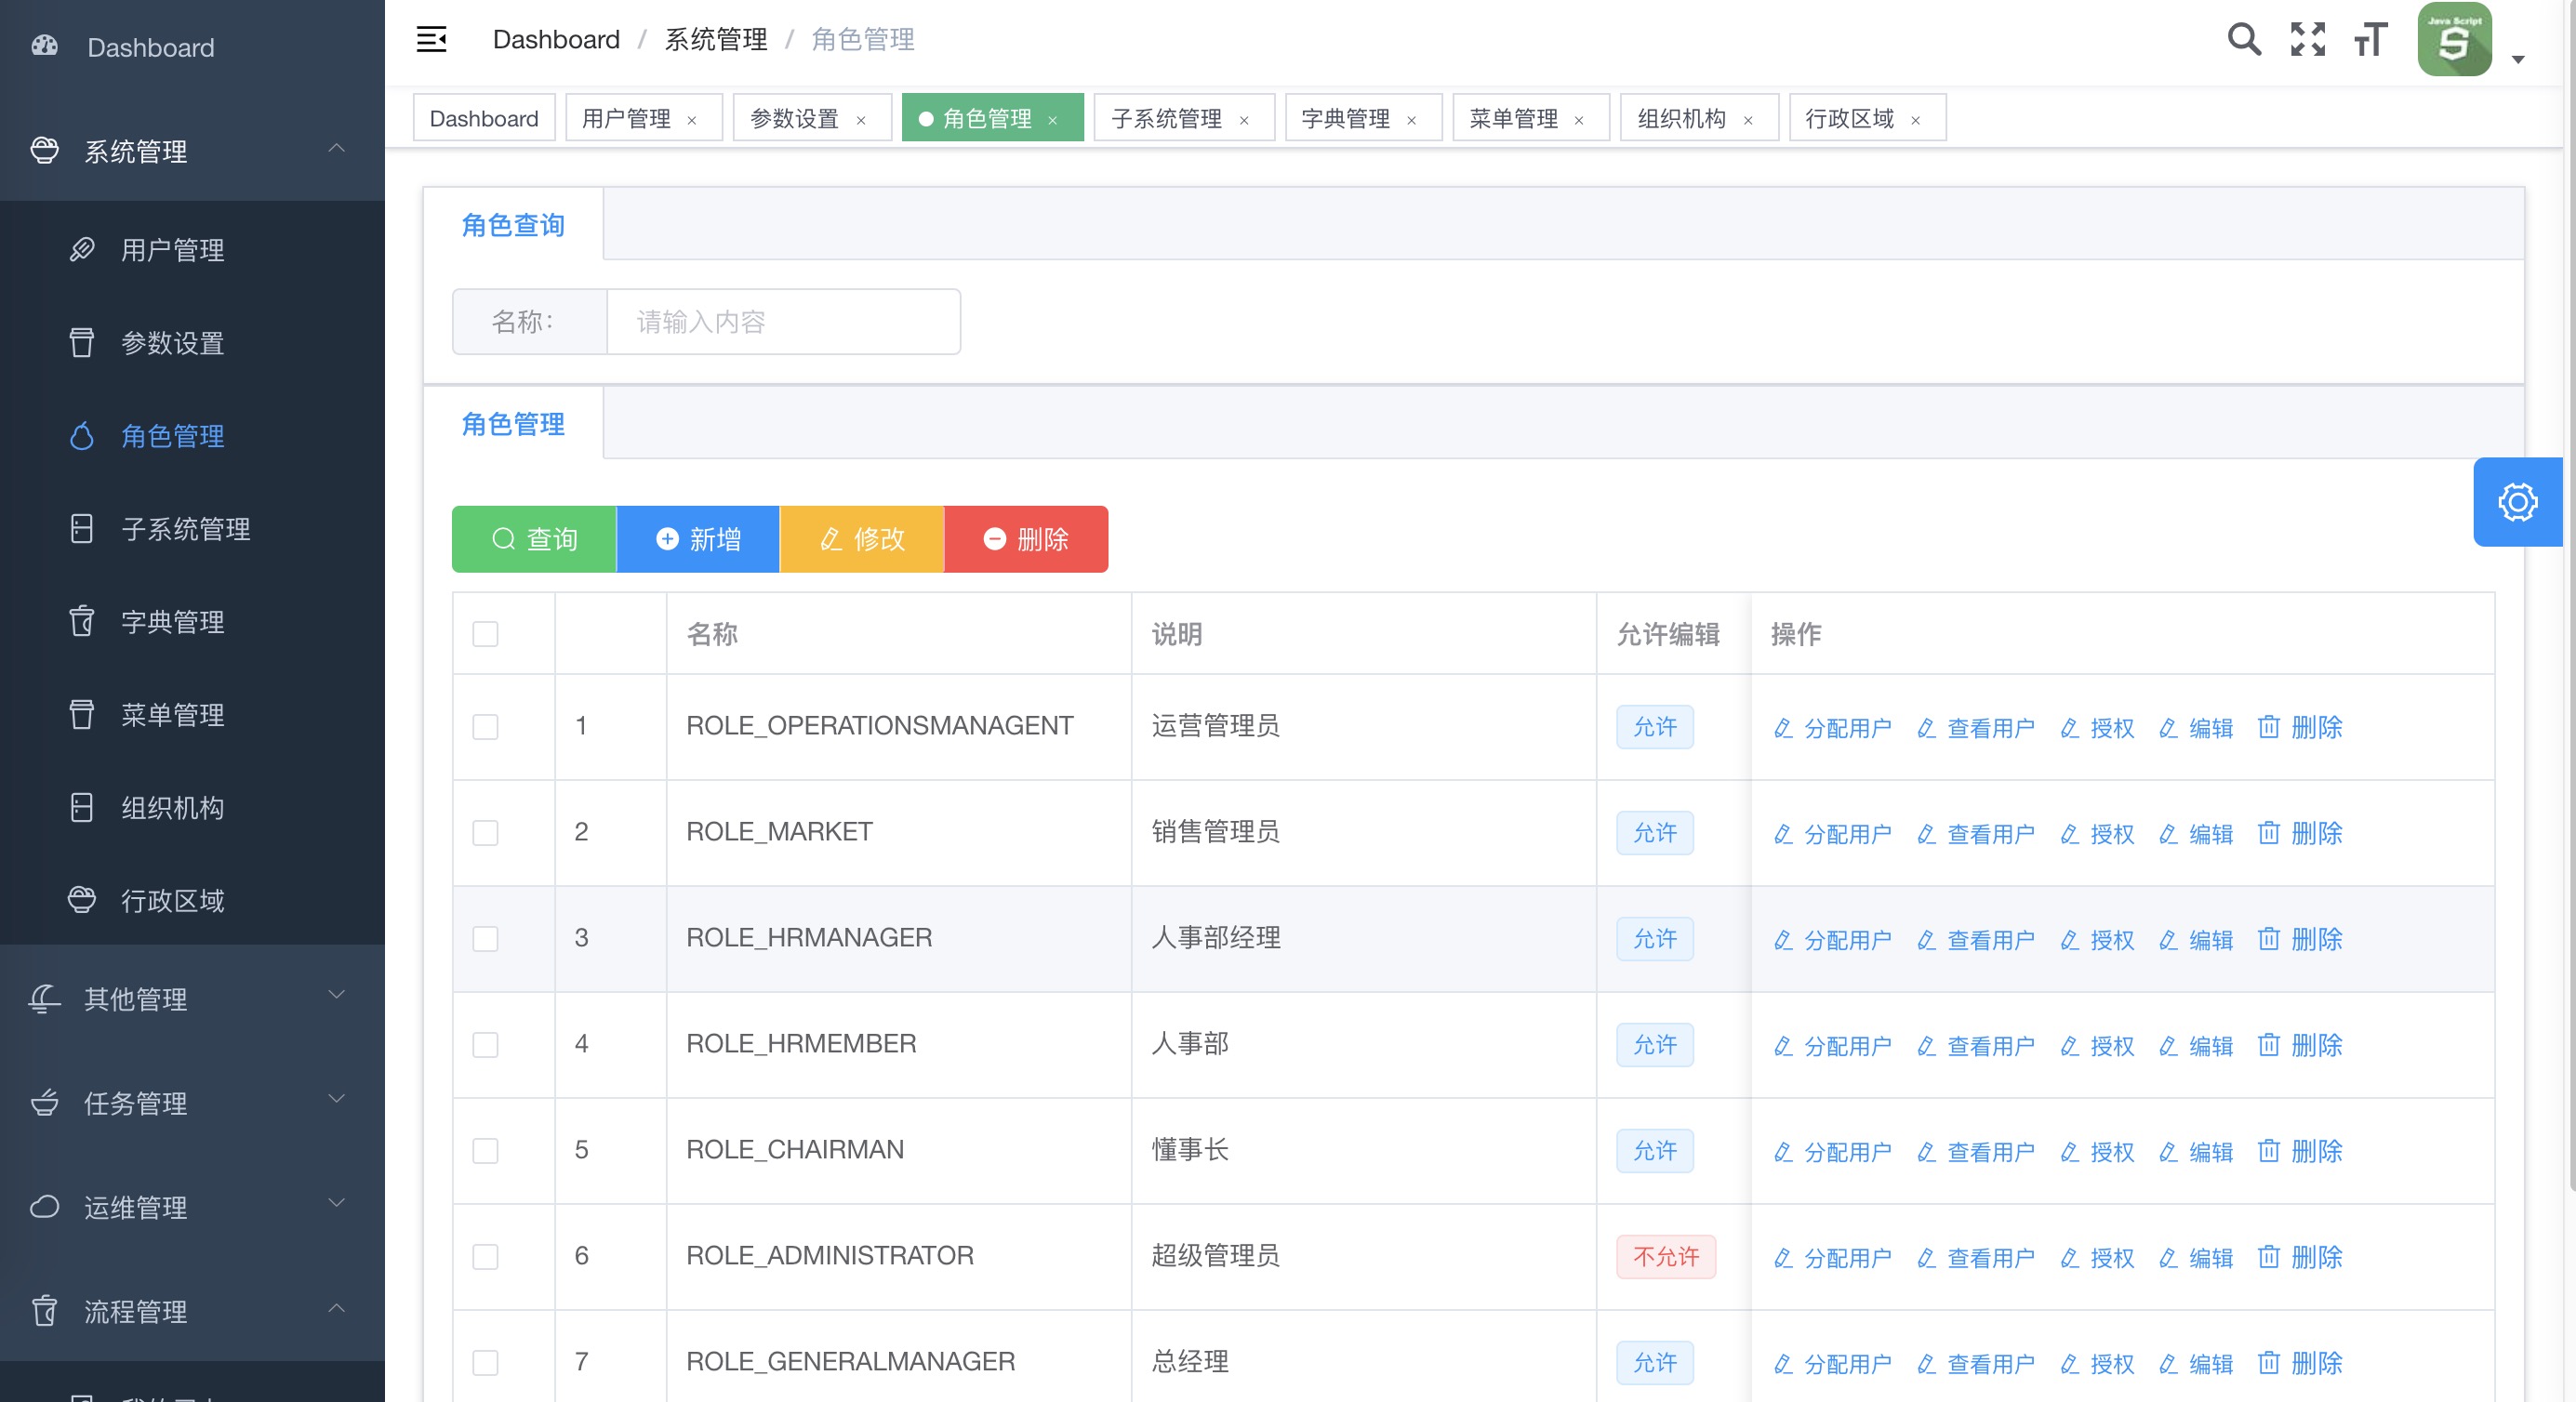 Dashboard
系统管理
用户管理
参数设置
角色管理
子系统管理
字典管理
菜单管理
组织机构
行政区域
其他管理
任务管理
运维管理
流程管理
Dashboard / 系统管理 / 角色管理
Java Script
Dashboard 用户管理 × 参数设置 × 角色管理 × 子系统管理 × 字典管理 × 菜单管理 × 组织机构 × 行政区域 ×
角色查询
名称: 请输入内容
角色管理
查询 新增 修改 删除
名称 说明 允许编辑 操作
1 ROLE_OPERATIONSMANAGENT 运营管理员 允许 分配用户 查看用户 授权 编辑 删除
2 ROLE_MARKET 销售管理员 允许 分配用户 查看用户 授权 编辑 删除
3 ROLE_HRMANAGER 人事部经理 允许 分配用户 查看用户 授权 编辑 删除
4 ROLE_HRMEMBER 人事部 允许 分配用户 查看用户 授权 编辑 删除
5 ROLE_CHAIRMAN 懂事长 允许 分配用户 查看用户 授权 编辑 删除
6 ROLE_ADMINISTRATOR 超级管理员 不允许 分配用户 查看用户 授权 编辑 删除
7 ROLE_GENERALMANAGER 总经理 允许 分配用户 查看用户 授权 编辑 删除